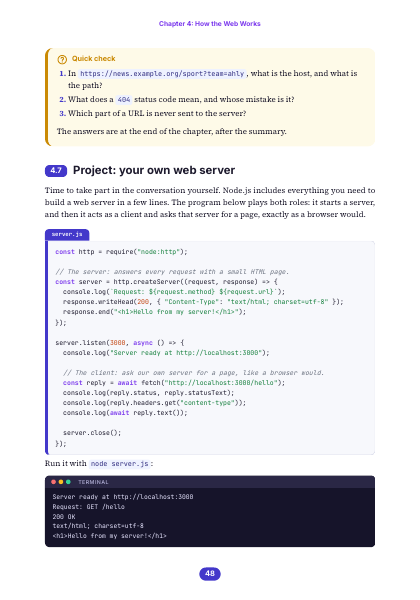 Chapter 4: How the Web Works
Quick check
1. In https://news.example.org/sport?team=ahly, what is the host, and what is
the path?
2. What does a 404 status code mean, and whose mistake is it?
3. Which part of a URL is never sent to the server?
The answers are at the end of the chapter, after the summary.
4.7 Project: your own web server
Time to take part in the conversation yourself. Node.js includes everything you need to
build a web server in a few lines. The program below plays both roles: it starts a server,
and then it acts as a client and asks that server for a page, exactly as a browser would.
server.js
const http = require("node:http");
// The server: answers every request with a small HTML page.
const server = http.createServer((request, response) => {
  console.log(`Request: ${request.method} ${request.url}`);
  response.writeHead(200, { "Content-Type": "text/html; charset=utf-8" });
  response.end("<h1>Hello from my server!</h1>");
});
server.listen(3000, async () => {
  console.log("Server ready at http://localhost:3000");
  // The client: ask our own server for a page, like a browser would.
  const reply = await fetch("http://localhost:3000/hello");
  console.log(reply.status, reply.statusText);
  console.log(reply.headers.get("content-type"));
  console.log(await reply.text());
  server.close();
});
Run it with node server.js:
TERMINAL
Server ready at http://localhost:3000
Request: GET /hello
200 OK
text/html; charset=utf-8
<h1>Hello from my server!</h1>
48